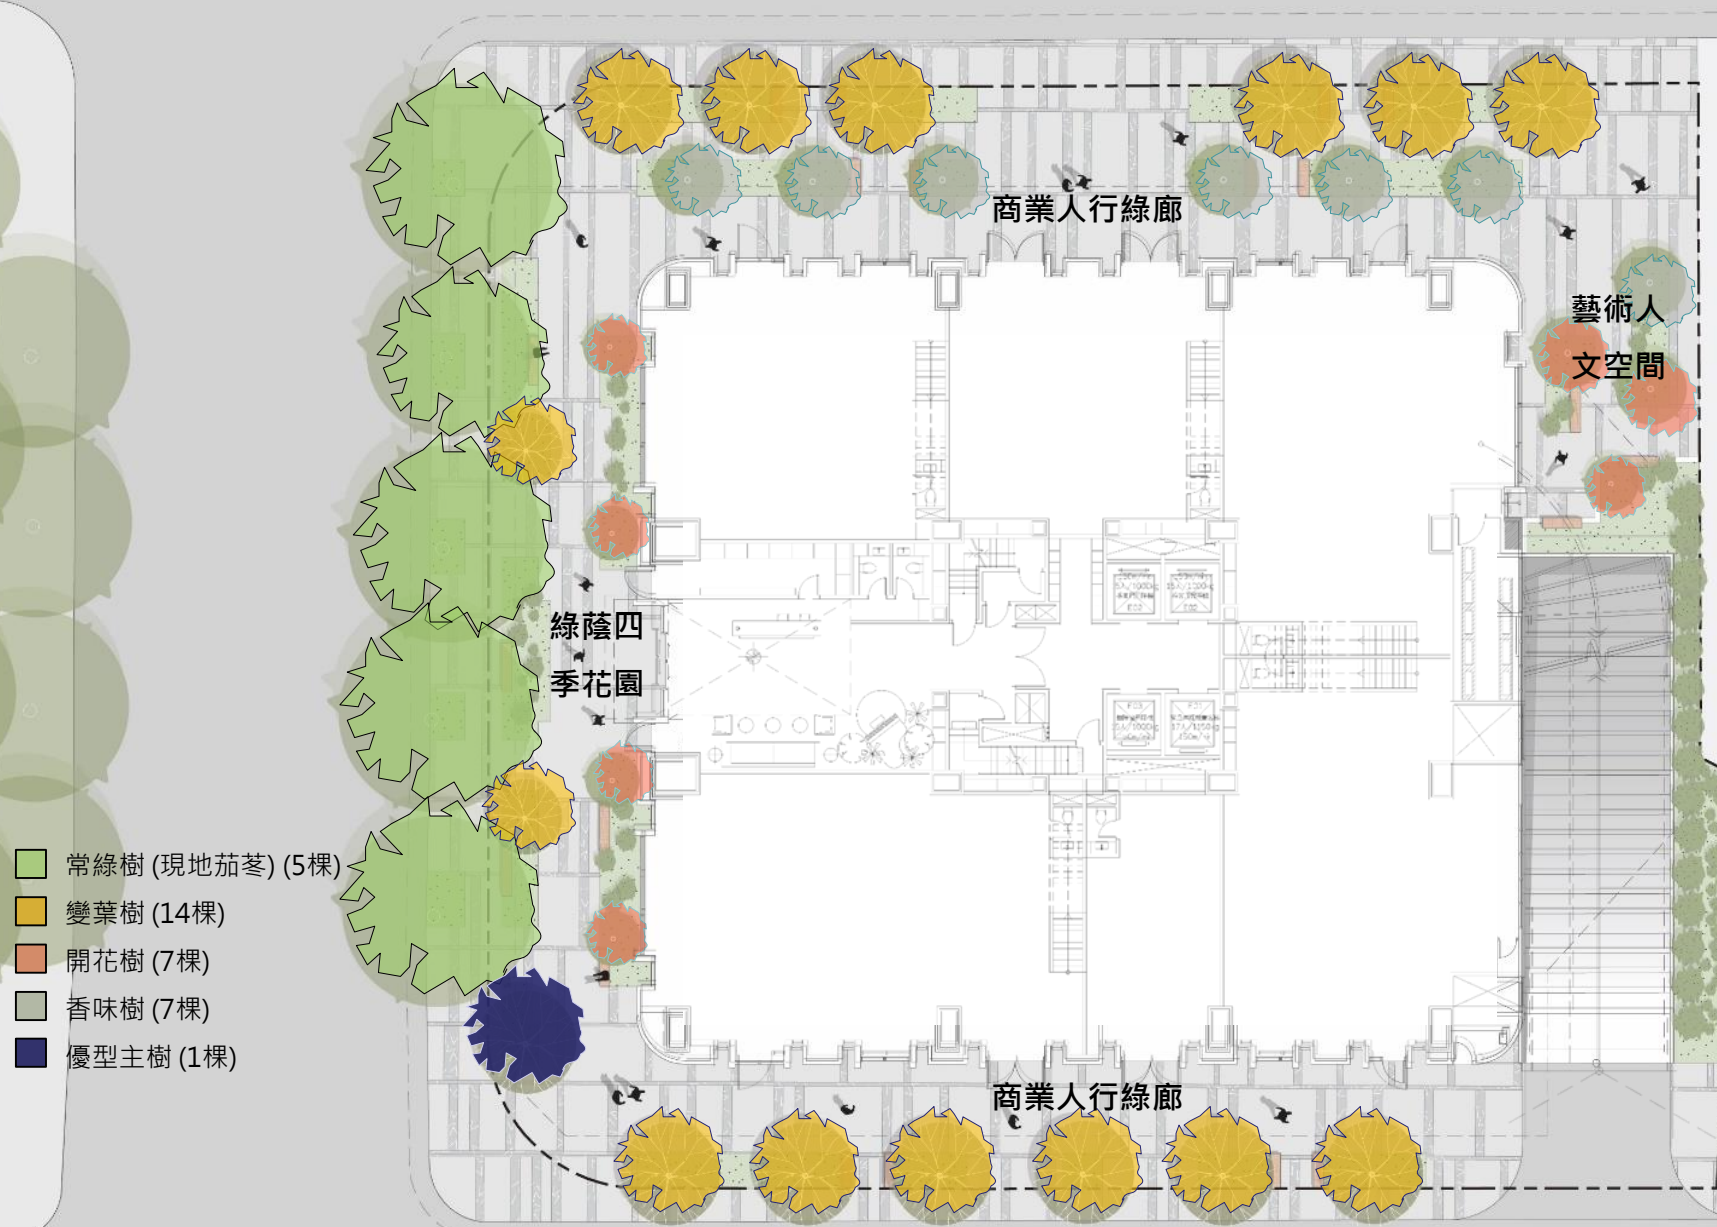 商業人行綠廊
藝術人
文空間
綠蔭四
季花園
常綠樹 (現地茄苳) (5棵)
變葉樹 (14棵)
開花樹 (7棵)
香味樹 (7棵)
優型主樹 (1棵)
商業人行綠廊